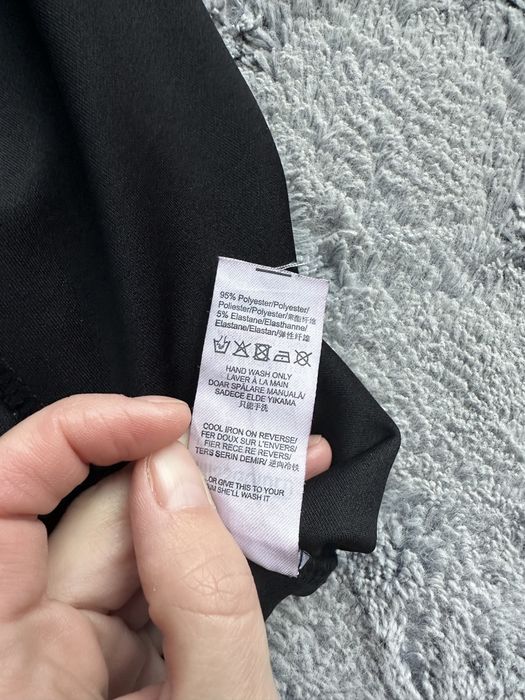 95% Polyester/Polyester/
Poliester/Polyester/聚酯纤维
5% Elastane/Elasthanne/
Elastane/Elastan/弹性纤维
HAND WASH ONLY
LAVER À LA MAIN
DOAR SPĂLARE MANUALĂ/
SADECE ELDE YIKAMA
只能手洗
COOL IRON ON REVERSE/
FER DOUX SUR L'ENVERS/
FIER RECE PE REVERS/
TERS SERIN DEMIR/ 逆向冷铁
OR GIVE THIS TO YOUR
SHE'LL WASH IT